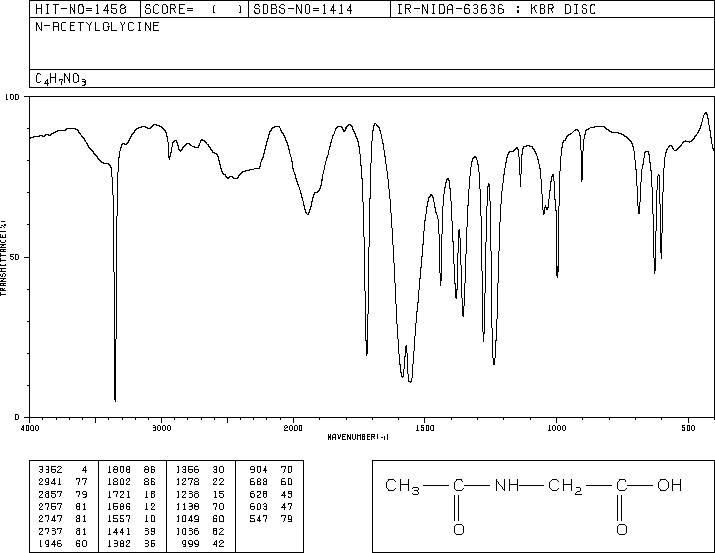 HIT-NO=1458 SCORE= ( ) SDBS-NO=1414 IR-NIDA-63636 : KBR DISC
N-ACETYLGLYCINE
C4H7NO3
100
50
0
TRANSMITTANCE(%)
4000 3000 2000 1500 1000 500
WAVENUMBER(-1)
3352 4 1808 86 1356 30 904 70
2941 77 1802 86 1278 22 688 60
2857 79 1721 18 1238 15 628 43
2767 81 1586 12 1138 70 603 47
2747 81 1557 10 1049 60 547 79
2737 81 1441 39 1036 62
1946 60 1382 36 999 42
CH3 C NH CH2 C OH
O O